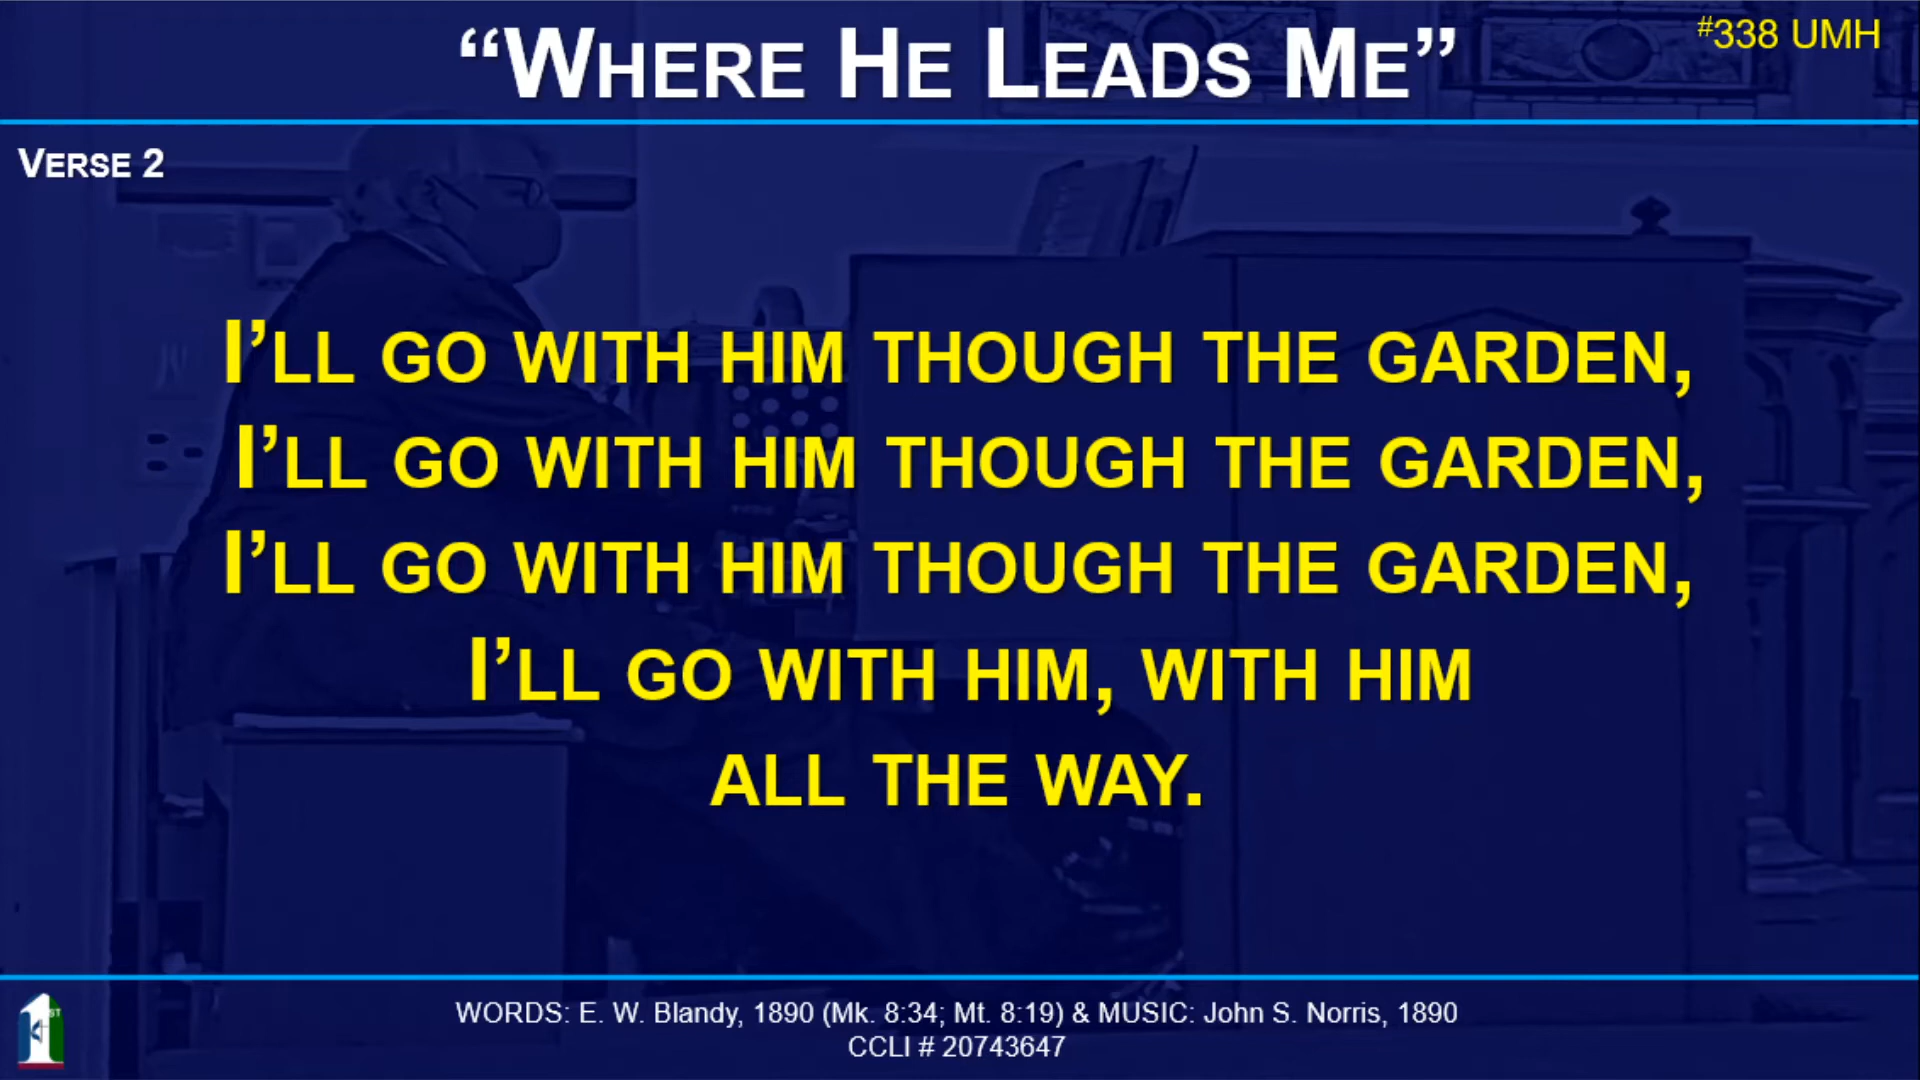 “Where He Leads Me”
#338 UMH
Verse 2
I’ll go with him though the garden,
I’ll go with him though the garden,
I’ll go with him though the garden,
I’ll go with him, with him
all the way.
WORDS: E. W. Blandy, 1890 (Mk. 8:34; Mt. 8:19) & MUSIC: John S. Norris, 1890
CCLI # 20743647
1ST